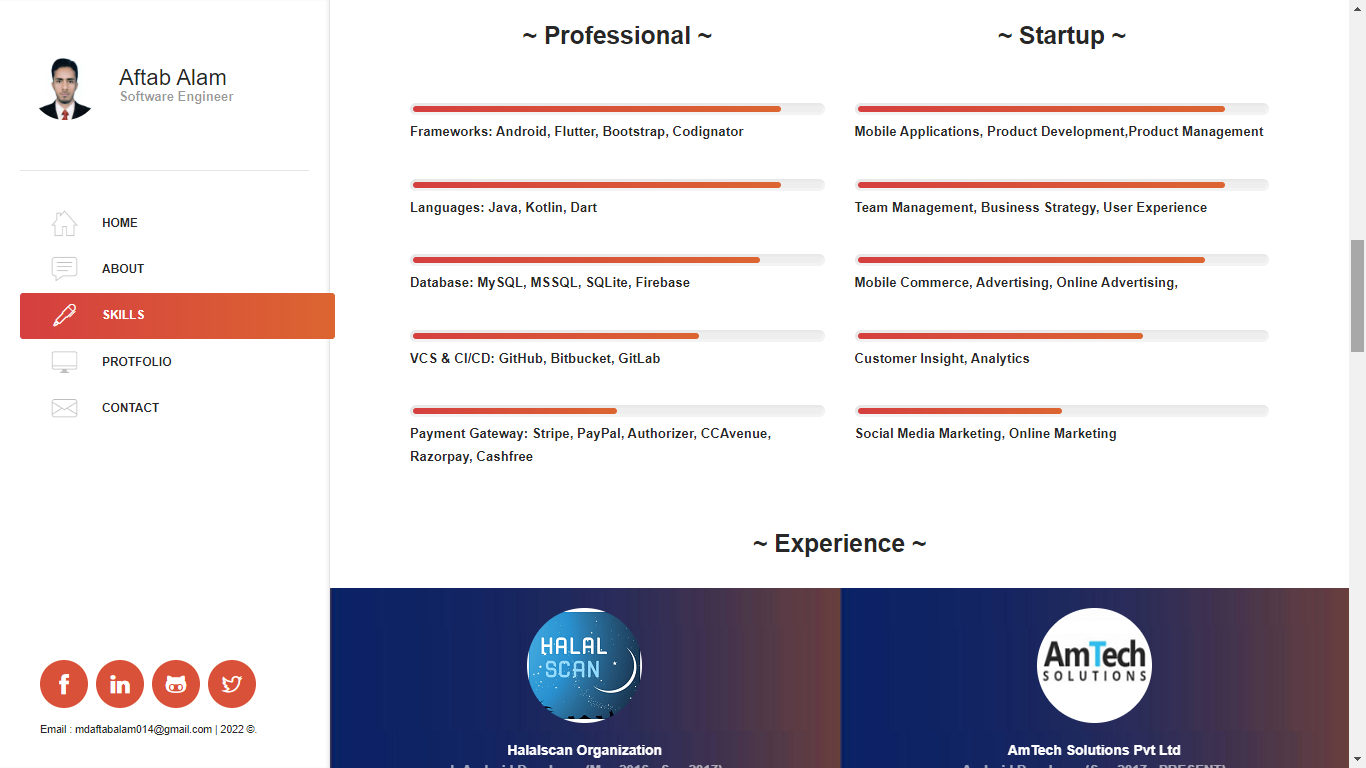 Aftab Alam
Software Engineer
HOME
ABOUT
SKILLS
PROTFOLIO
CONTACT
Email : mdaftabalam014@gmail.com | 2022 ©.
~ Professional ~
Frameworks: Android, Flutter, Bootstrap, Codignator
Languages: Java, Kotlin, Dart
Database: MySQL, MSSQL, SQLite, Firebase
VCS & CI/CD: GitHub, Bitbucket, GitLab
Payment Gateway: Stripe, PayPal, Authorizer, CCAvenue,
Razorpay, Cashfree
~ Startup ~
Mobile Applications, Product Development,Product Management
Team Management, Business Strategy, User Experience
Mobile Commerce, Advertising, Online Advertising,
Customer Insight, Analytics
Social Media Marketing, Online Marketing
~ Experience ~
HALAL
SCAN
Halalscan Organization
AmTech
SOLUTIONS
AmTech Solutions Pvt Ltd